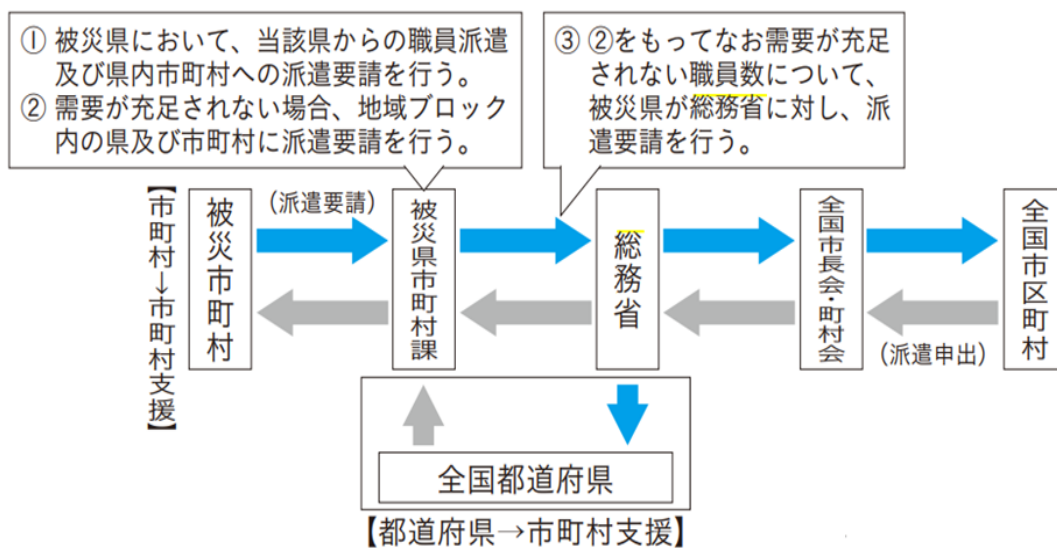 ① 被災県において、当該県からの職員派遣
及び県内市町村への派遣要請を行う。
② 需要が充足されない場合、地域ブロック
内の県及び市町村に派遣要請を行う。
③ ②をもってなお需要が充足
されない職員数について、
被災県が総務省に対し、派
遣要請を行う。
【市町村→市町村支援】
被災市町村
(派遣要請)
被災県市町村課
総務省
全国市長会・町村会
全国市区町村
(派遣申出)
全国都道府県
【都道府県→市町村支援】